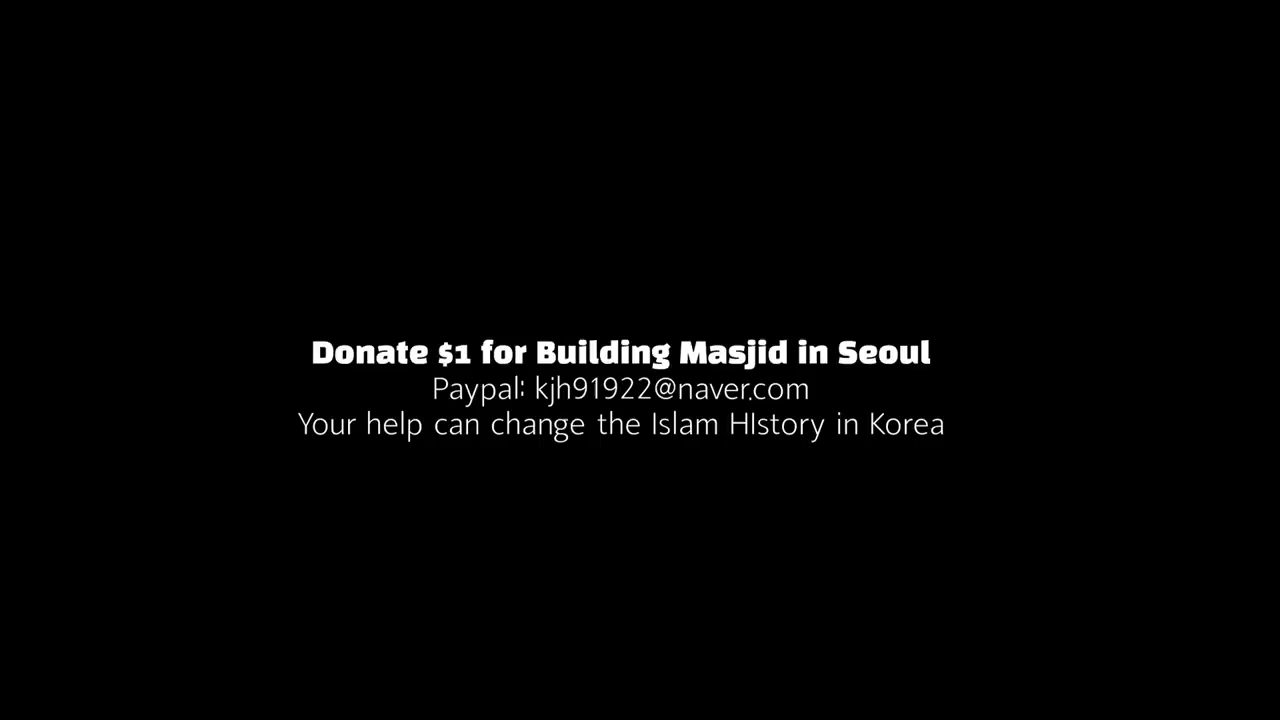 Donate $1 for Building Masjid in Seoul
Paypal: kjh91922@naver.com
Your help can change the Islam HIstory in Korea